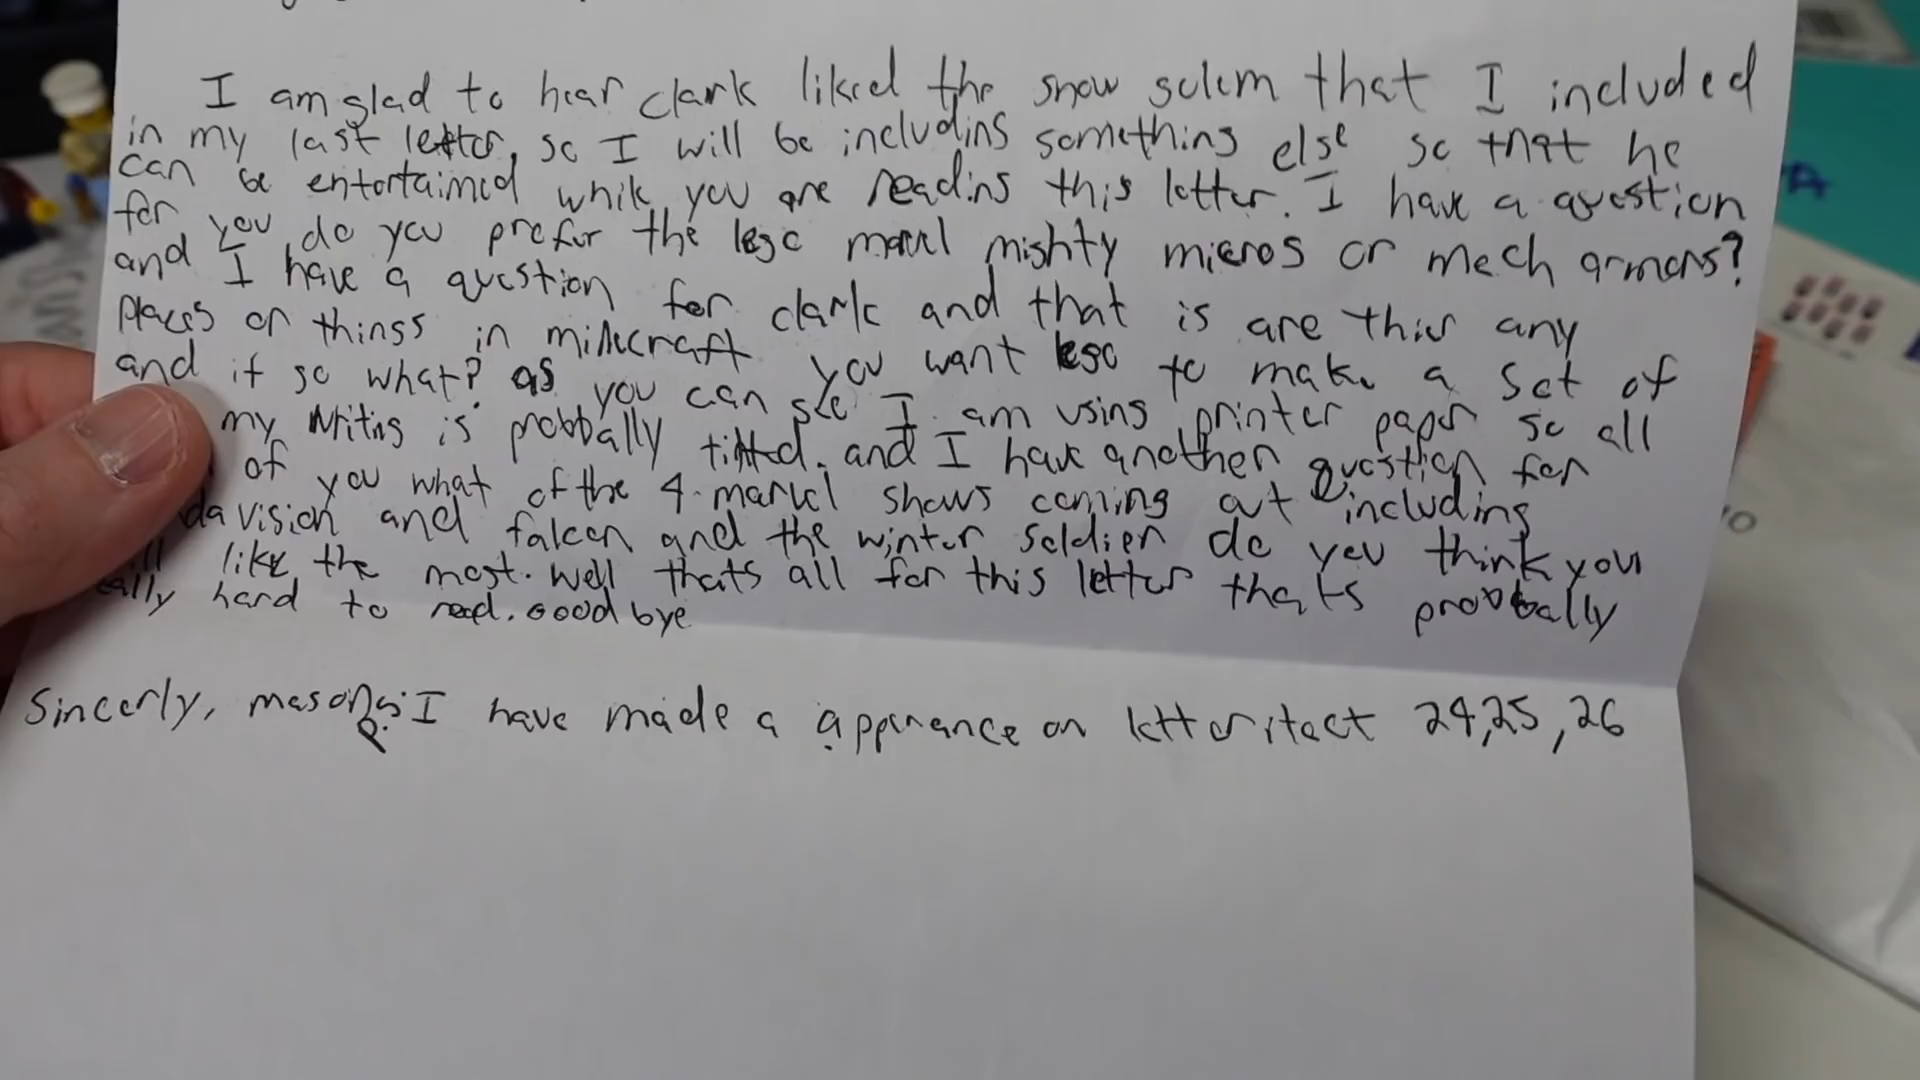 I am glad to hear clark liked the snow golem that I included
in my last letter, so I will be including something else so that he
can be entertained while you are reading this letter. I have a question
for you, do you prefer the lego marvel mighty micros or mech armors?
and I have a question for clark and that is are thier any
places or things in minecraft you want lego to make a set of
and if so what? as you can see I am using printer paper so all
my writing is probbally tilted. and I have another question for
of you what of the 4 marvel shows coming out including
da vision and falcon and the winter soldier do you think you
like the most. well thats all for this letter thats probbally
hard to read. good bye
Sincerly, mason P.S: I have made a apperance on letteritact 24, 25, 26